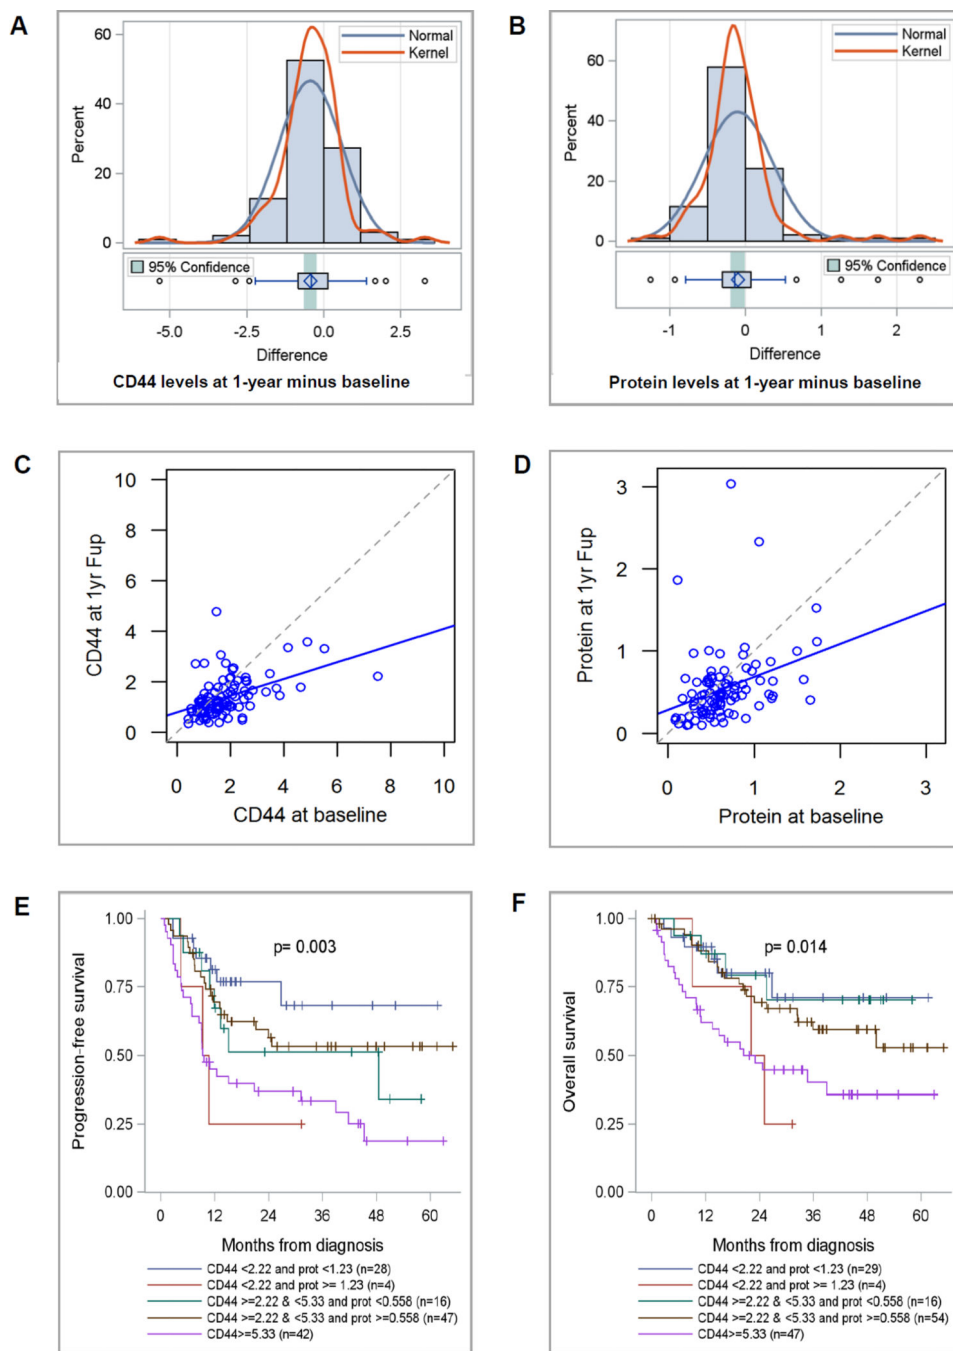 A
Normal
Kernel
Percent
60
40
20
0
95% Confidence
-5.0
-2.5
0.0
2.5
Difference
CD44 levels at 1-year minus baseline
B
Normal
Kernel
Percent
60
40
20
0
95% Confidence
-1
0
1
2
Difference
Protein levels at 1-year minus baseline
C
CD44 at 1yr Fup
10
8
6
4
2
0
0 2 4 6 8 10
CD44 at baseline
D
Protein at 1yr Fup
3
2
1
0
0 1 2 3
Protein at baseline
E
Progression-free survival
1.00
0.75
0.50
0.25
0.00
p= 0.003
0 12 24 36 48 60
Months from diagnosis
CD44 <2.22 and prot <1.23 (n=28)
CD44 <2.22 and prot >= 1.23 (n=4)
CD44 >=2.22 & <5.33 and prot <0.558 (n=16)
CD44 >=2.22 & <5.33 and prot >=0.558 (n=47)
CD44>=5.33 (n=42)
F
Overall survival
1.00
0.75
0.50
0.25
0.00
p= 0.014
0 12 24 36 48 60
Months from diagnosis
CD44 <2.22 and prot <1.23 (n=29)
CD44 <2.22 and prot >= 1.23 (n=4)
CD44 >=2.22 & <5.33 and prot <0.558 (n=16)
CD44 >=2.22 & <5.33 and prot >=0.558 (n=54)
CD44>=5.33 (n=47)